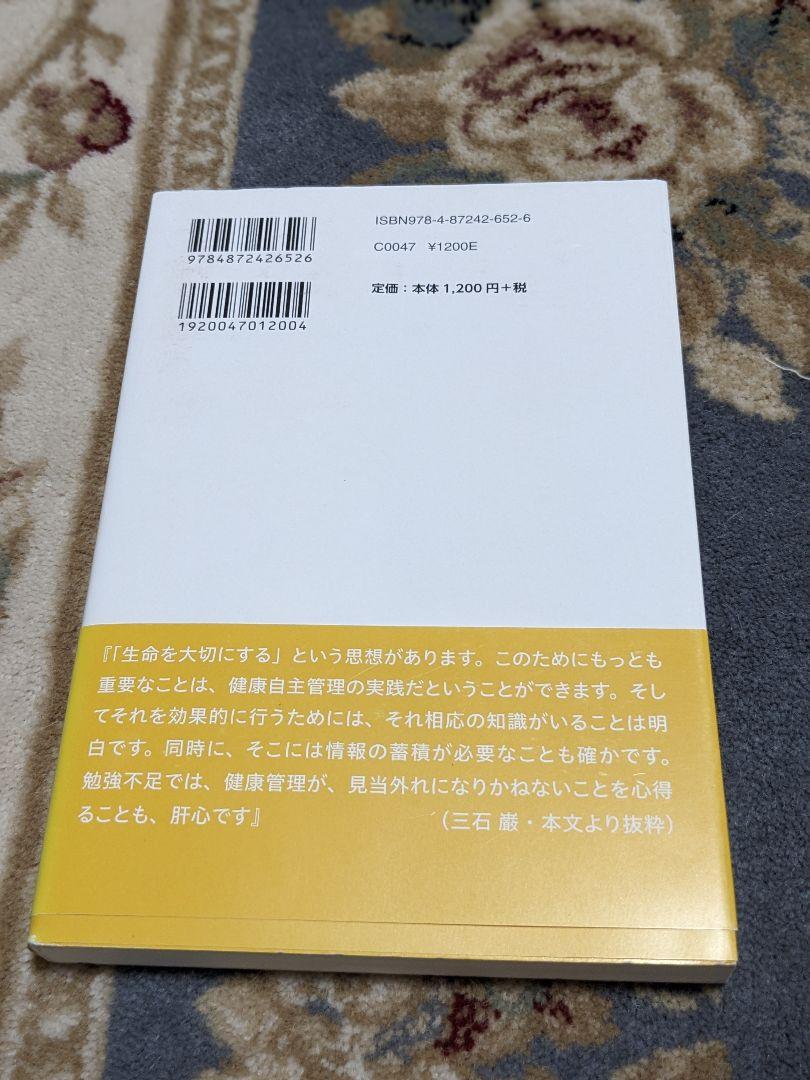 ISBN978-4-87242-652-6
9784872426526
C0047 ¥1200E
1920047012004
定価：本体1,200円＋税
『「生命を大切にする」という思想があります。このためにもっとも
重要なことは、健康自主管理の実践だということができます。そし
てそれを効果的に行うためには、それ相応の知識がいることは明
白です。同時に、そこには情報の蓄積が必要なことも確かです。
勉強不足では、健康管理が、見当外れになりかねないことを心得
ることも、肝心です』
（三石 巌・本文より抜粋）